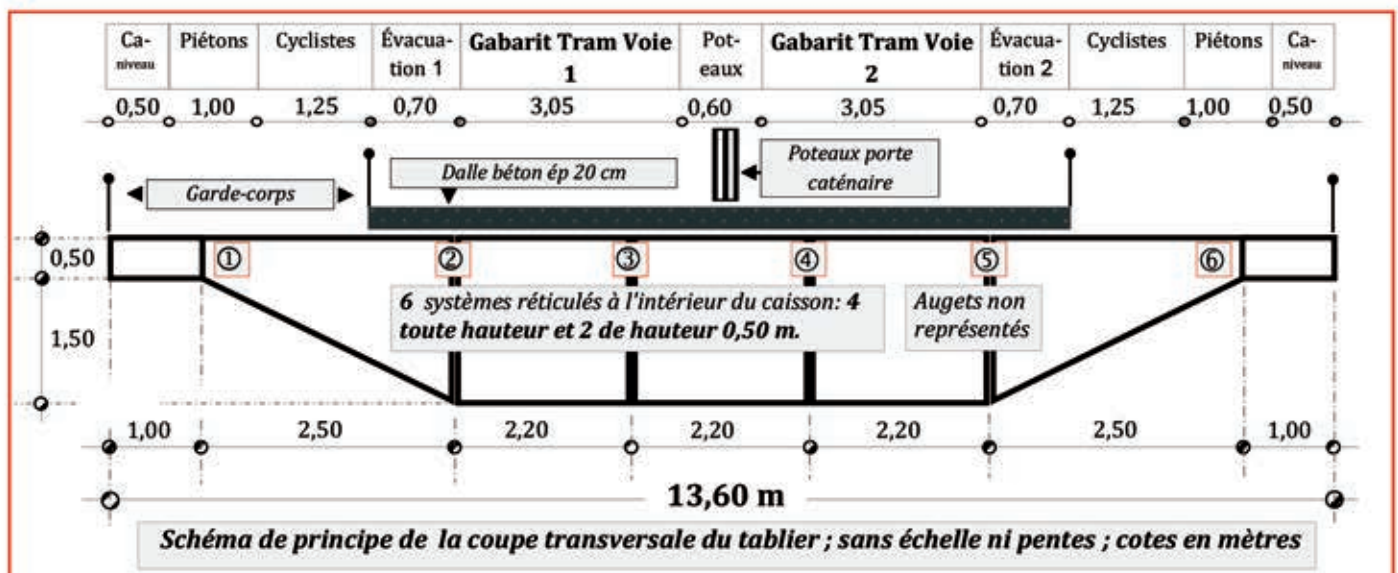 Ca-
niveau
Piétons
Cyclistes
Évacua-
tion 1
Gabarit Tram Voie
1
Pot-
eaux
Gabarit Tram Voie
2
Évacua-
tion 2
Cyclistes
Piétons
Ca-
niveau
0,50 1,00 1,25 0,70 3,05 0,60 3,05 0,70 1,25 1,00 0,50
Garde-corps
Dalle béton ép 20 cm
Poteaux porte
caténaire
0,50
① ② ③ ④ ⑤ ⑥
6 systèmes réticulés à l'intérieur du caisson: 4
toute hauteur et 2 de hauteur 0,50 m.
Augets non
représentés
1,50
1,00 2,50 2,20 2,20 2,20 2,50 1,00
13,60 m
Schéma de principe de la coupe transversale du tablier ; sans échelle ni pentes ; cotes en mètres